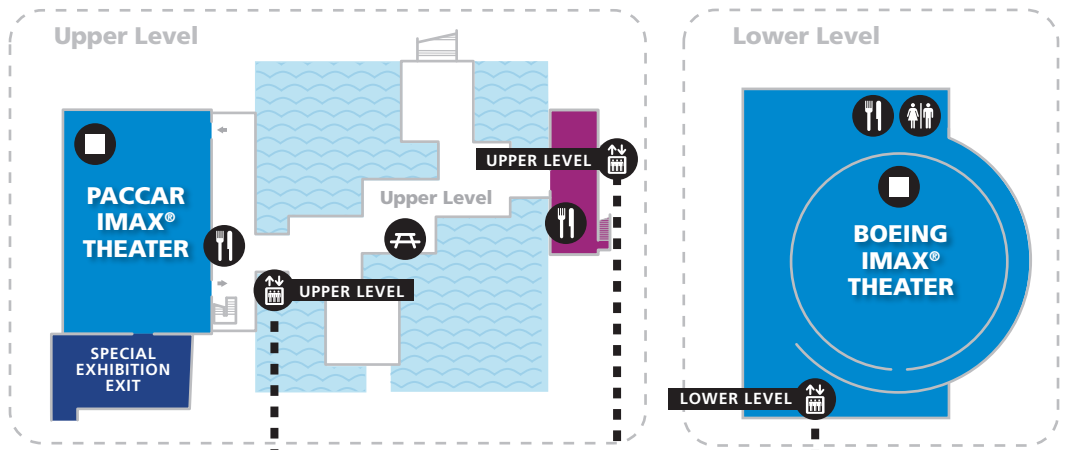 Upper Level
PACCAR
IMAX®
THEATER
SPECIAL
EXHIBITION
EXIT
UPPER LEVEL
Upper Level
UPPER LEVEL
Lower Level
BOEING
IMAX®
THEATER
LOWER LEVEL